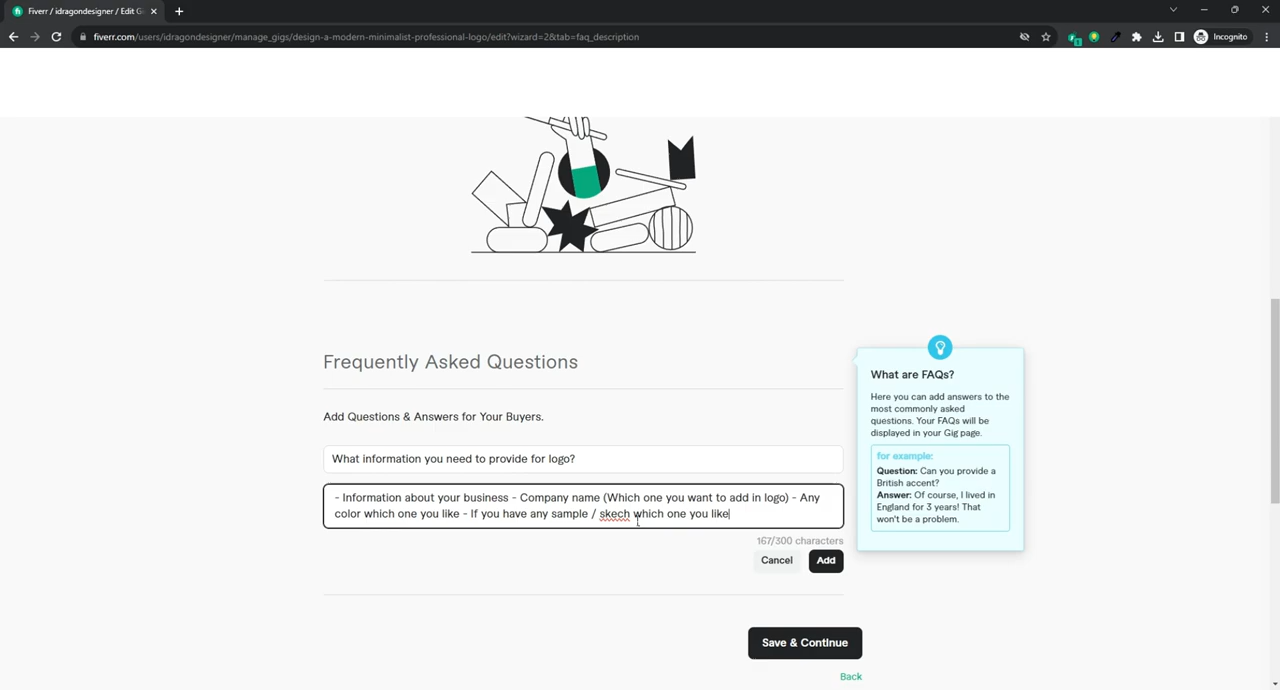 Fiverr / idragondesigner / Edit G
fiverr.com/users/idragondesigner/manage_gigs/design-a-modern-minimalist-professional-logo/edit?wizard=2&tab=faq_description
Incognito
Frequently Asked Questions
Add Questions & Answers for Your Buyers.
What information you need to provide for logo?
- Information about your business - Company name (Which one you want to add in logo) - Any
color which one you like - If you have any sample / skech which one you like
167/300 characters
Cancel
Add
What are FAQs?
Here you can add answers to the
most commonly asked
questions. Your FAQs will be
displayed in your Gig page.
for example:
Question: Can you provide a
British accent?
Answer: Of course, I lived in
England for 3 years! That
won't be a problem.
Save & Continue
Back